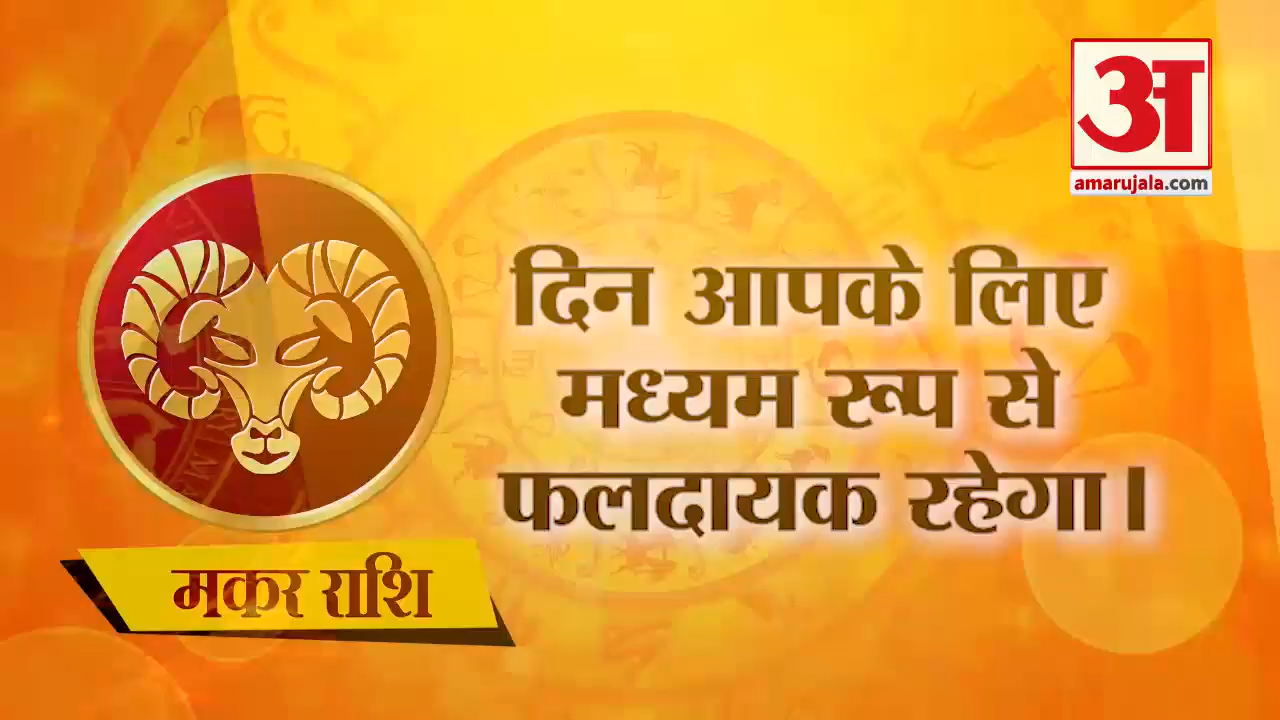 अ
amarujala.com
दिन आपके लिए
मध्यम रूप से
फलदायक रहेगा।
मकर राशि